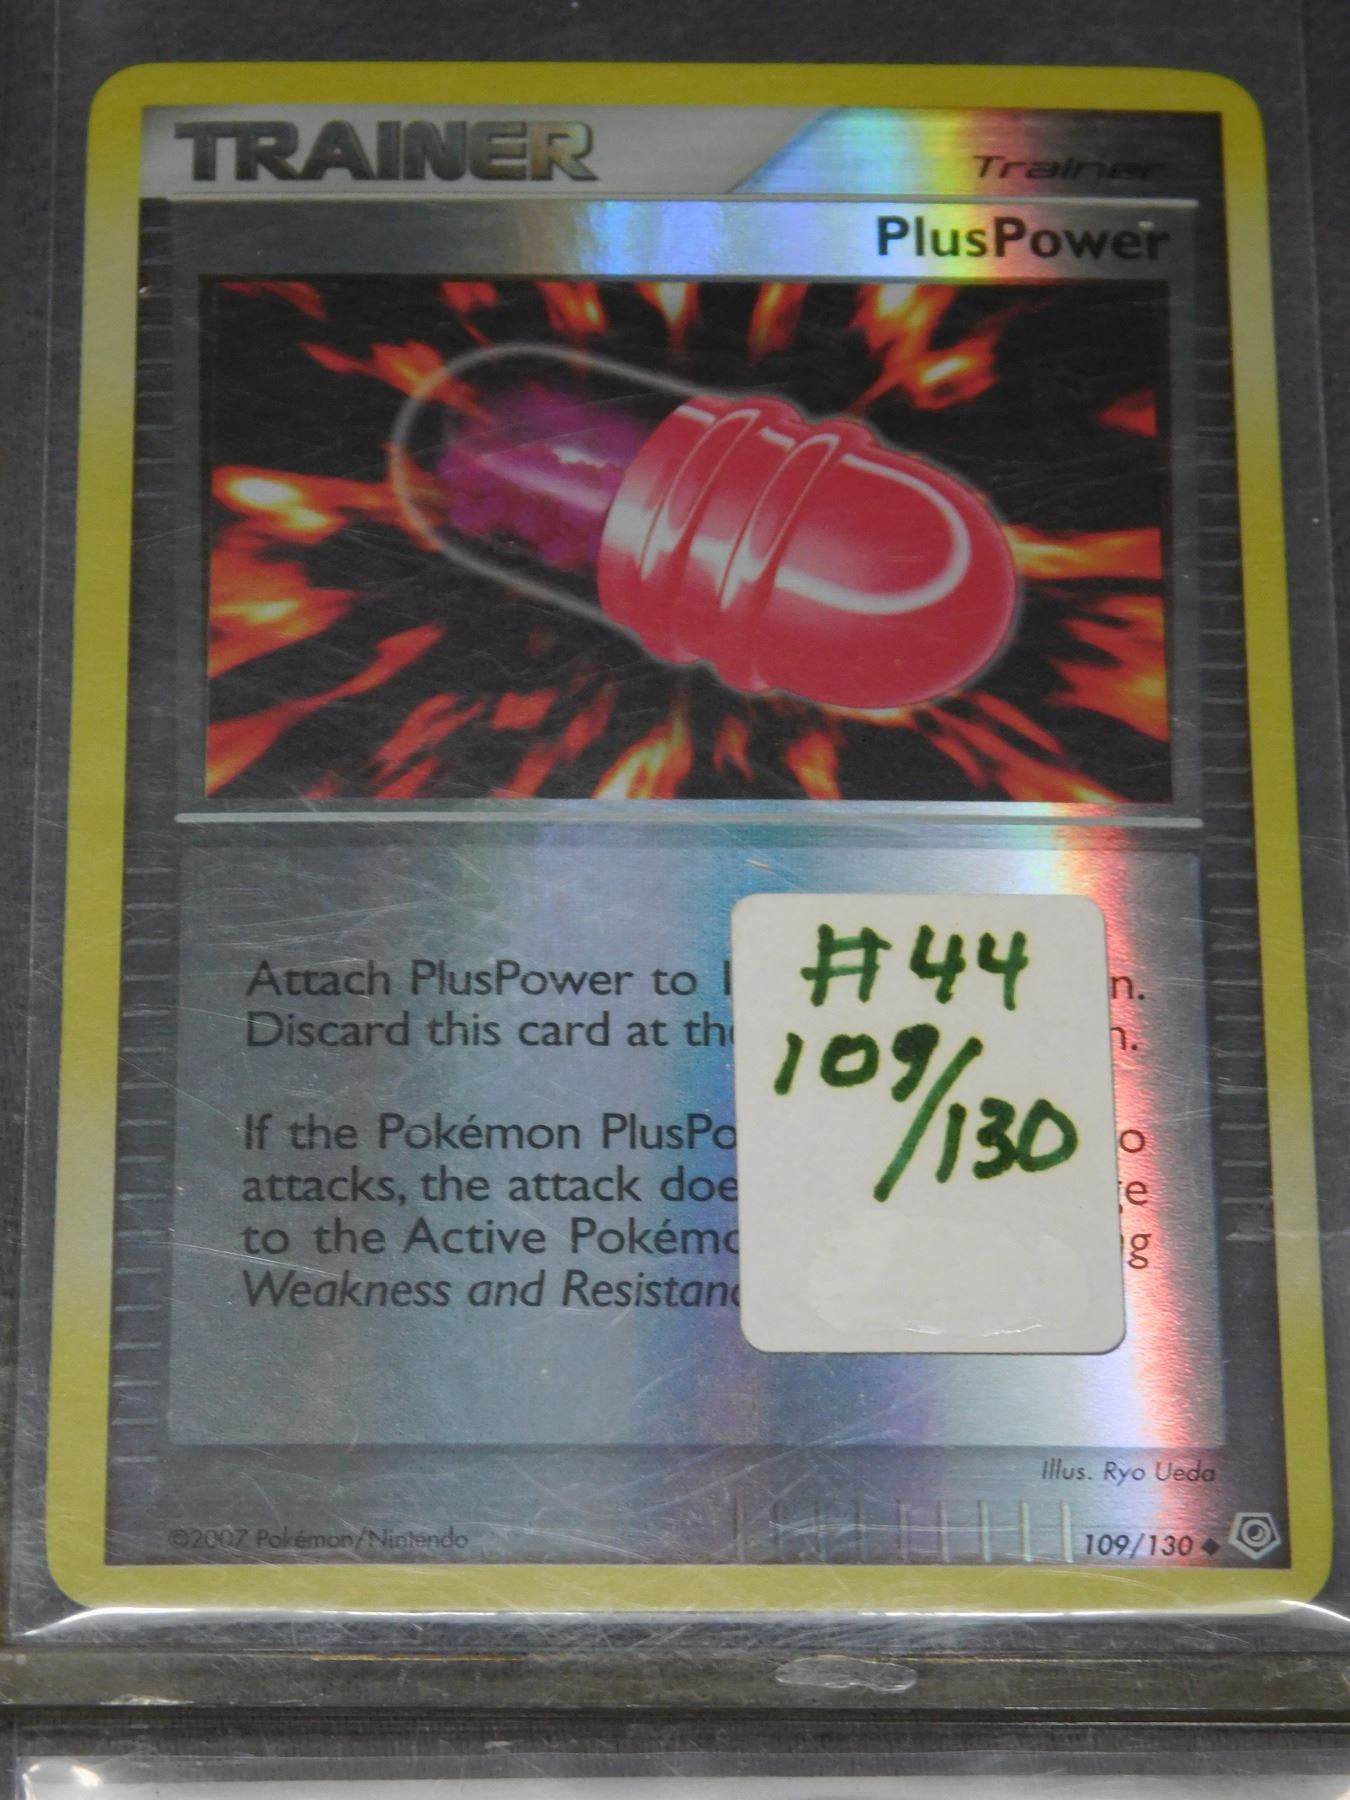 TRAINER
Trainer
PlusPower
Attach PlusPower to
n.
Discard this card at the
n.
If the Pokémon PlusPo
o
attacks, the attack doe
e
to the Active Pokémo
g
Weakness and Resistanc
#44
109/130
Illus. Ryo Ueda
©2007 Pokémon/Nintendo
109/130